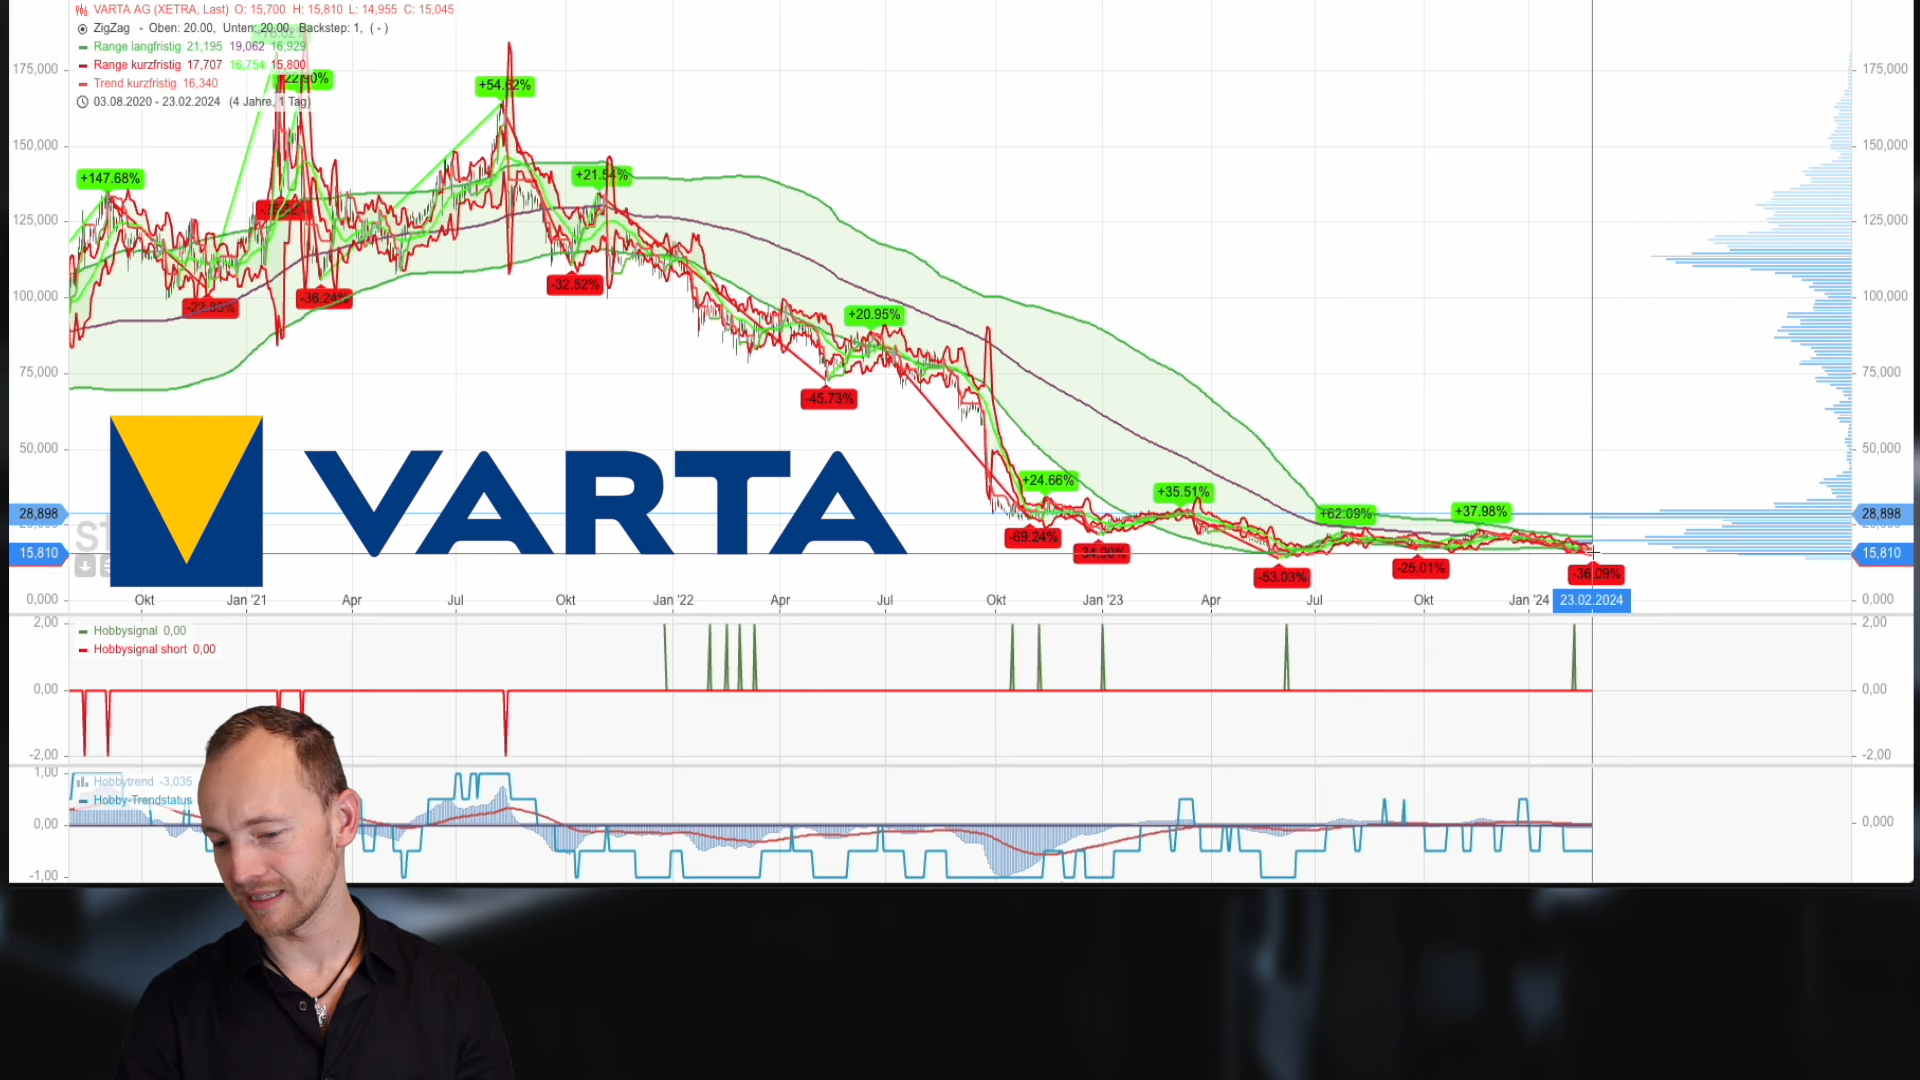 VARTA AG (XETRA, Last) O: 15,700 H: 15,810 L: 14,955 C: 15,045
ZigZag - Oben: 20.00, Unten: 20.00, Backstep: 1, ( - )
Range langfristig 21,195 19,062 16,929
Range kurzfristig 17,707 16,754 15,800
Trend kurzfristig 16,340
03.08.2020 - 23.02.2024 (4 Jahre, 1 Tag)
175,000 175,000
+54.62%
150,000 150,000
+147.68% +21.54%
125,000 125,000
100,000 100,000
-22.85% -36.24% -32.52%
+20.95%
75,000 75,000
-45.73%
50,000 50,000
+24.66% +35.51%
28,898 +62.09% +37.98% 28,898
VARTA
-69.24%
15,810 -34.90% 15,810
-53.03% -25.01% -36.09%
0,000 Okt Jan '21 Apr Jul Okt Jan '22 Apr Jul Okt Jan '23 Apr Jul Okt Jan '24 23.02.2024 0,000
2,00 2,00
Hobbysignal 0,00
Hobbysignal short 0,00
0,00 0,00
-2,00 -2,00
1,00
Hobbytrend -3,035
Hobby-Trendstatus
0,00 0,000
-1,00